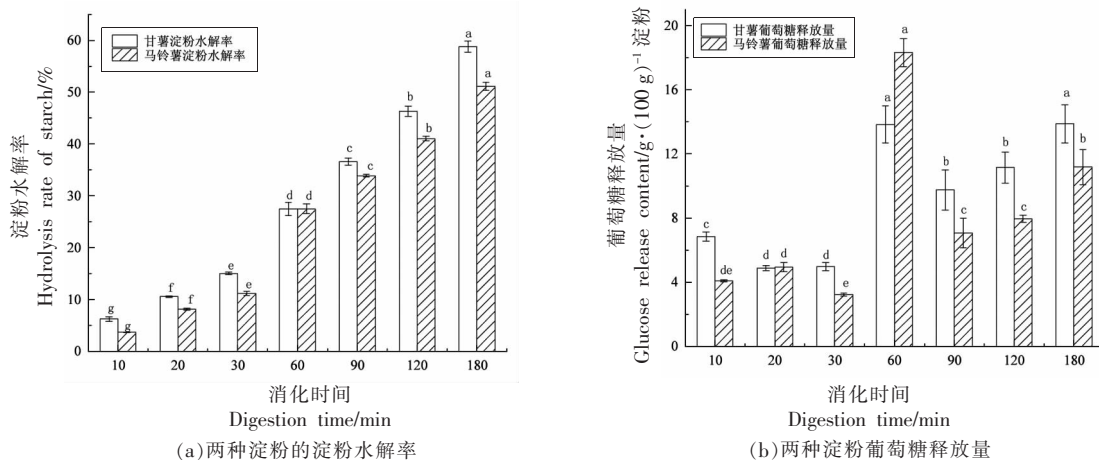 淀粉水解率
Hydrolysis rate of starch/%
60
50
40
30
20
10
0
甘薯淀粉水解率
马铃薯淀粉水解率
g
g
f
f
e
e
d
d
c
c
b
b
a
a
10
20
30
60
90
120
180
消化时间
Digestion time/min
(a)两种淀粉的淀粉水解率
葡萄糖释放量
Glucose release content/g·(100 g)⁻¹ 淀粉
20
16
12
8
4
0
甘薯葡萄糖释放量
马铃薯葡萄糖释放量
b
de
d
d
d
e
a
a
b
c
b
c
a
b
10
20
30
60
90
120
180
消化时间
Digestion time/min
(b)两种淀粉葡萄糖释放量